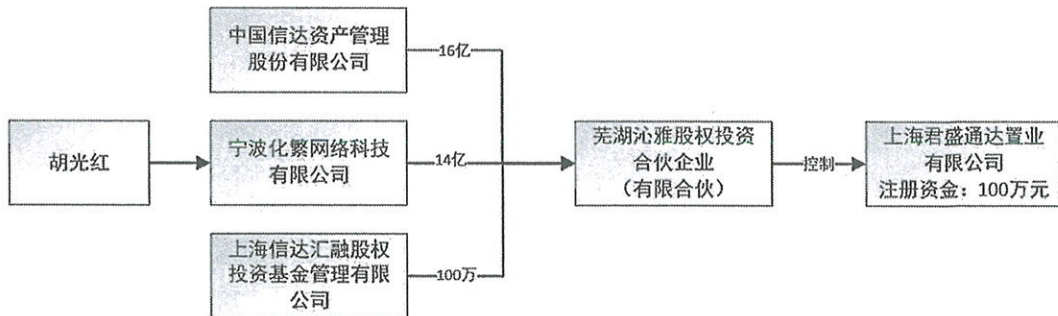 中国信达资产管理
股份有限公司
16亿
胡光红
宁波化繁网络科技
有限公司
14亿
芜湖沁雅股权投资
合伙企业
（有限合伙）
控制
上海君盛通达置业
有限公司
注册资金：100万元
上海信达汇融股权
投资基金管理有限
公司
100万